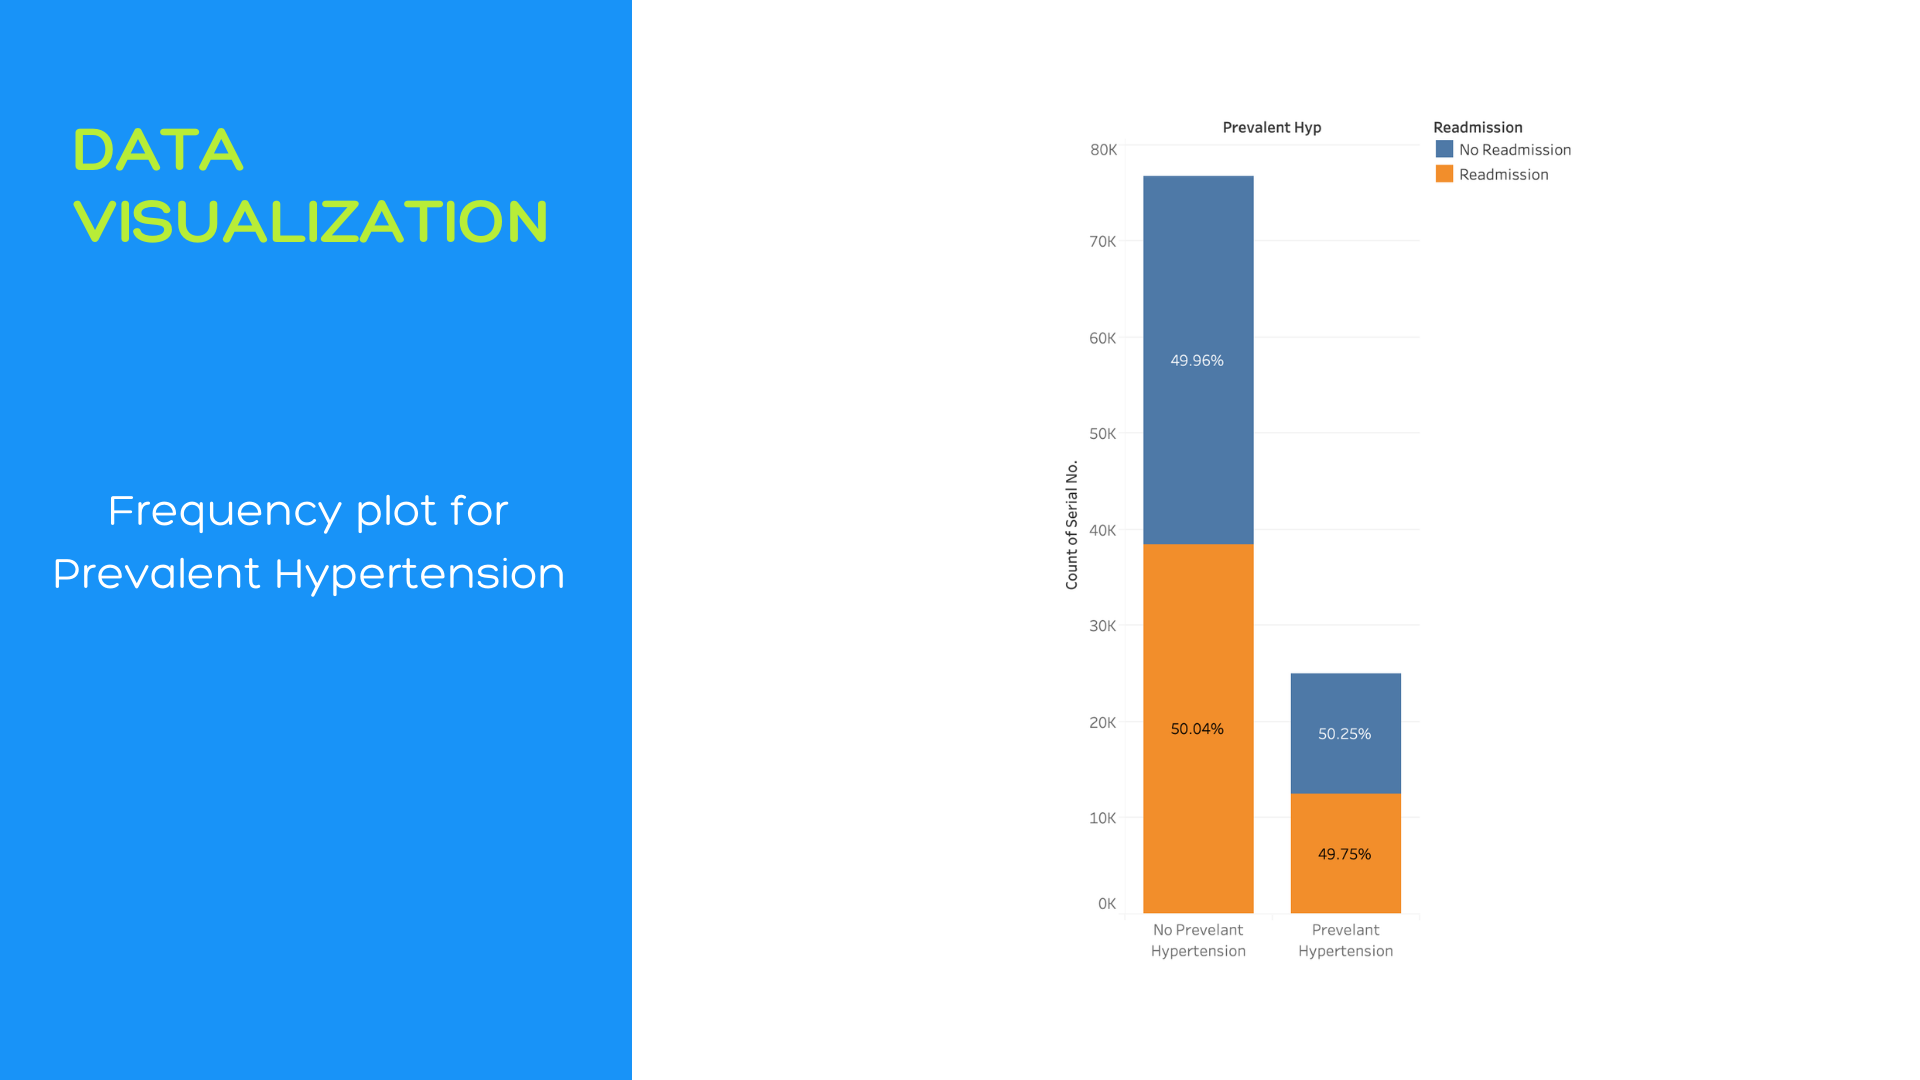 DATA
VISUALIZATION
Frequency plot for
Prevalent Hypertension
Prevalent Hyp
Readmission
No Readmission
Readmission
80K
70K
60K
50K
40K
30K
20K
10K
0K
Count of Serial No.
49.96%
50.04%
50.25%
49.75%
No Prevelant
Hypertension
Prevelant
Hypertension